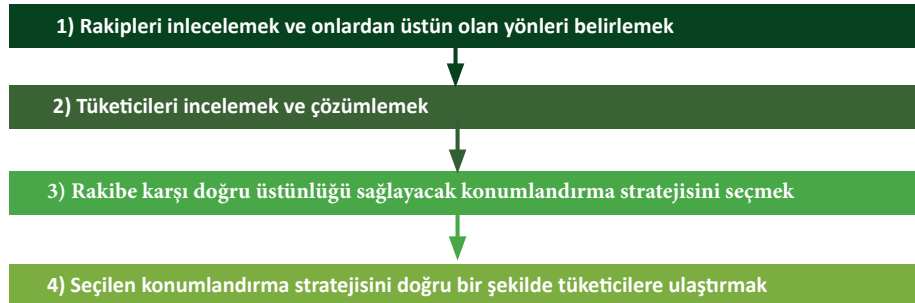 1) Rakipleri inlecelemek ve onlardan üstün olan yönleri belirlemek
2) Tüketicileri incelemek ve çözümlemek
3) Rakibe karşı doğru üstünlüğü sağlayacak konumlandırma stratejisini seçmek
4) Seçilen konumlandırma stratejisini doğru bir şekilde tüketicilere ulaştırmak